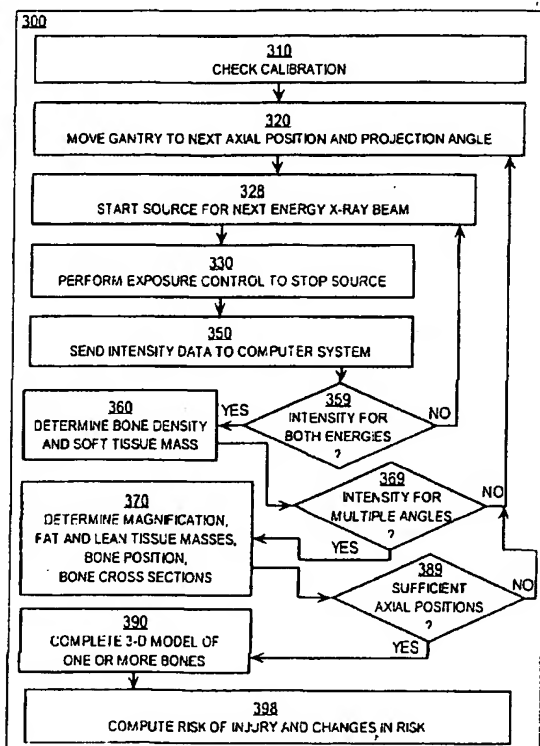 300
310
CHECK CALIBRATION
320
MOVE GANTRY TO NEXT AXIAL POSITION AND PROJECTION ANGLE
328
START SOURCE FOR NEXT ENERGY X-RAY BEAM
330
PERFORM EXPOSURE CONTROL TO STOP SOURCE
350
SEND INTENSITY DATA TO COMPUTER SYSTEM
359
INTENSITY FOR
BOTH ENERGIES
?
YES
NO
360
DETERMINE BONE DENSITY
AND SOFT TISSUE MASS
369
INTENSITY FOR
MULTIPLE ANGLES
?
NO
YES
370
DETERMINE MAGNIFICATION,
FAT AND LEAN TISSUE MASSES,
BONE POSITION,
BONE CROSS SECTIONS
389
SUFFICIENT
AXIAL POSITIONS
?
NO
YES
390
COMPLETE 3-D MODEL OF
ONE OR MORE BONES
398
COMPUTE RISK OF INJURY AND CHANGES IN RISK